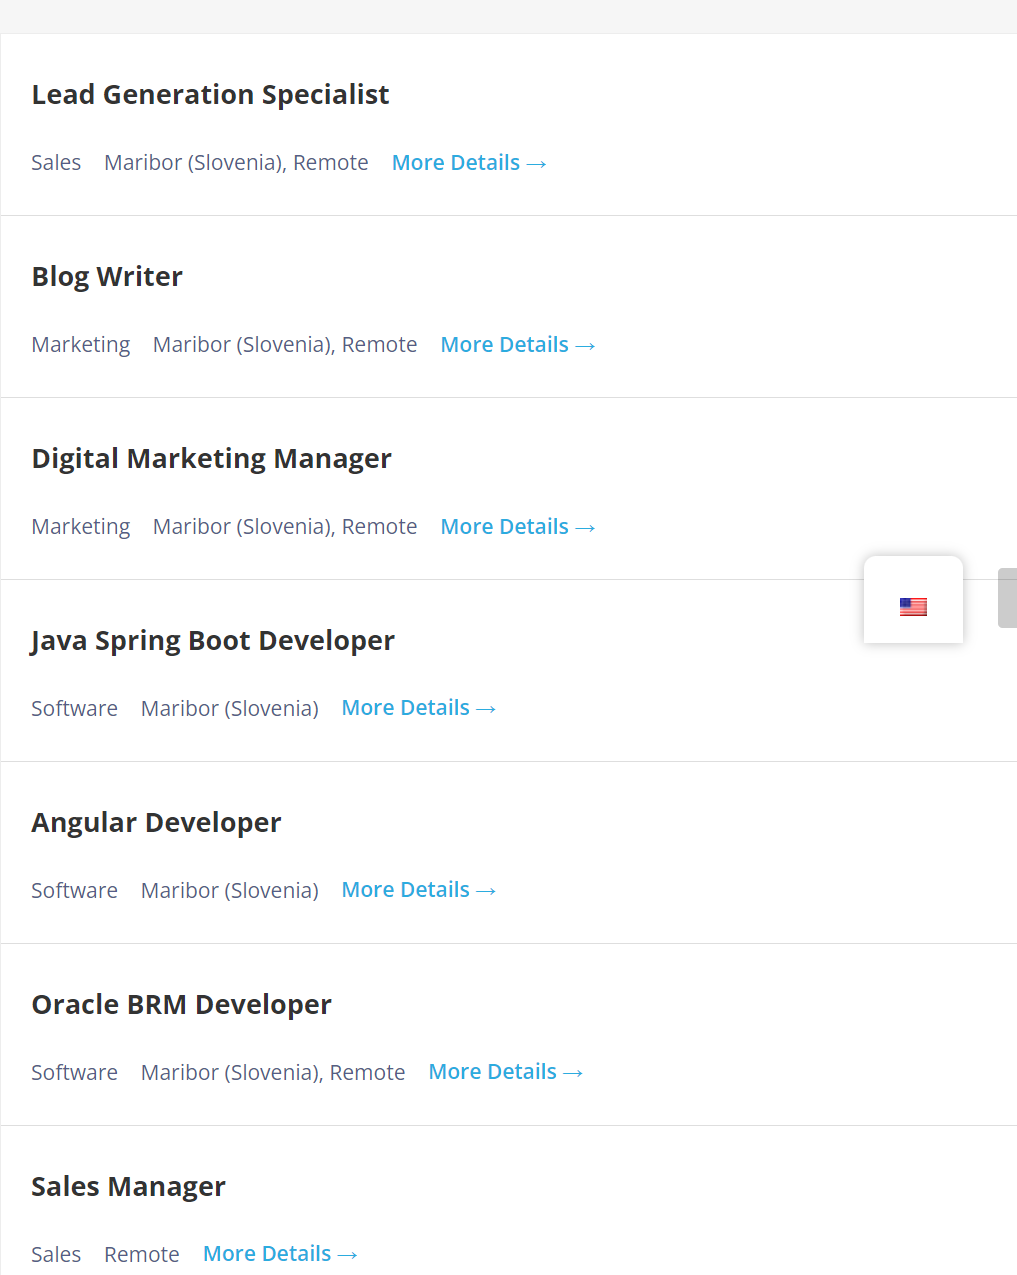 Lead Generation Specialist
Sales Maribor (Slovenia), Remote More Details →
Blog Writer
Marketing Maribor (Slovenia), Remote More Details →
Digital Marketing Manager
Marketing Maribor (Slovenia), Remote More Details →
Java Spring Boot Developer
Software Maribor (Slovenia) More Details →
Angular Developer
Software Maribor (Slovenia) More Details →
Oracle BRM Developer
Software Maribor (Slovenia), Remote More Details →
Sales Manager
Sales Remote More Details →